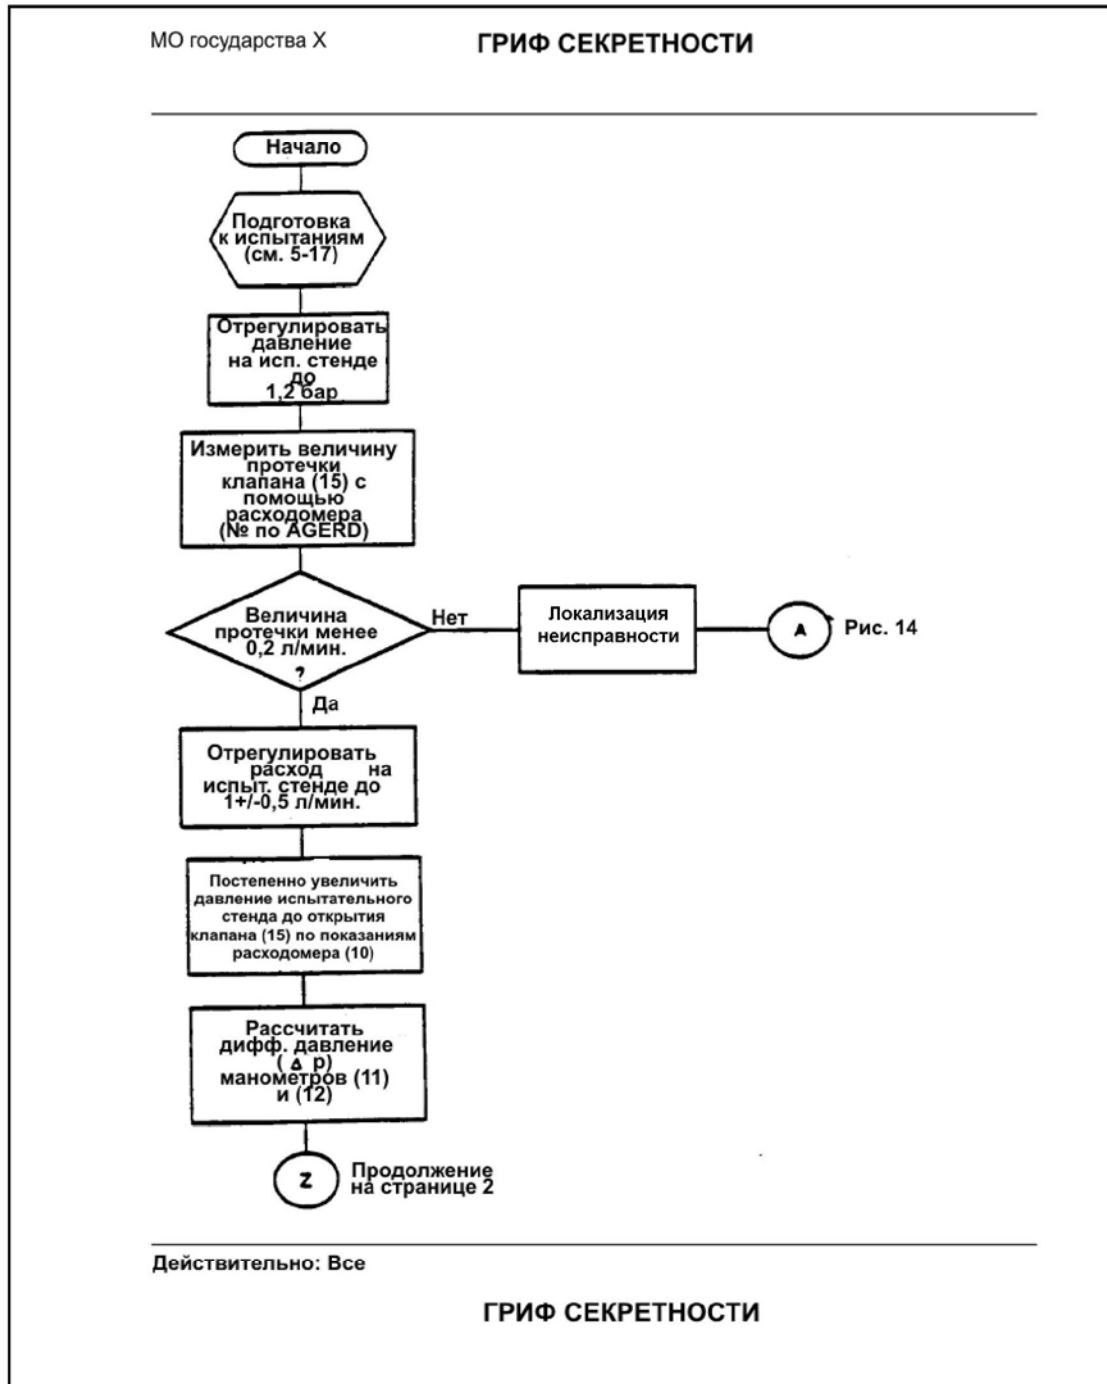 МО государства X
ГРИФ СЕКРЕТНОСТИ
Начало
Подготовка
к испытаниям
(см. 5-17)
Отрегулировать
давление
на исп. стенде
до
1,2 бар
Измерить величину
протечки
клапана (15) с
помощью
расходомера
(№ по AGERD)
Величина
протечки менее
0,2 л/мин.
?
Нет
Локализация
неисправности
A
Рис. 14
Да
Отрегулировать
расход на
испыт. стенде до
1+/-0,5 л/мин.
Постепенно увеличить
давление испытательного
стенда до открытия
клапана (15) по показаниям
расходомера (10)
Рассчитать
дифф. давление
( Δ p)
манометров (11)
и (12)
Z
Продолжение
на странице 2
Действительно: Все
ГРИФ СЕКРЕТНОСТИ